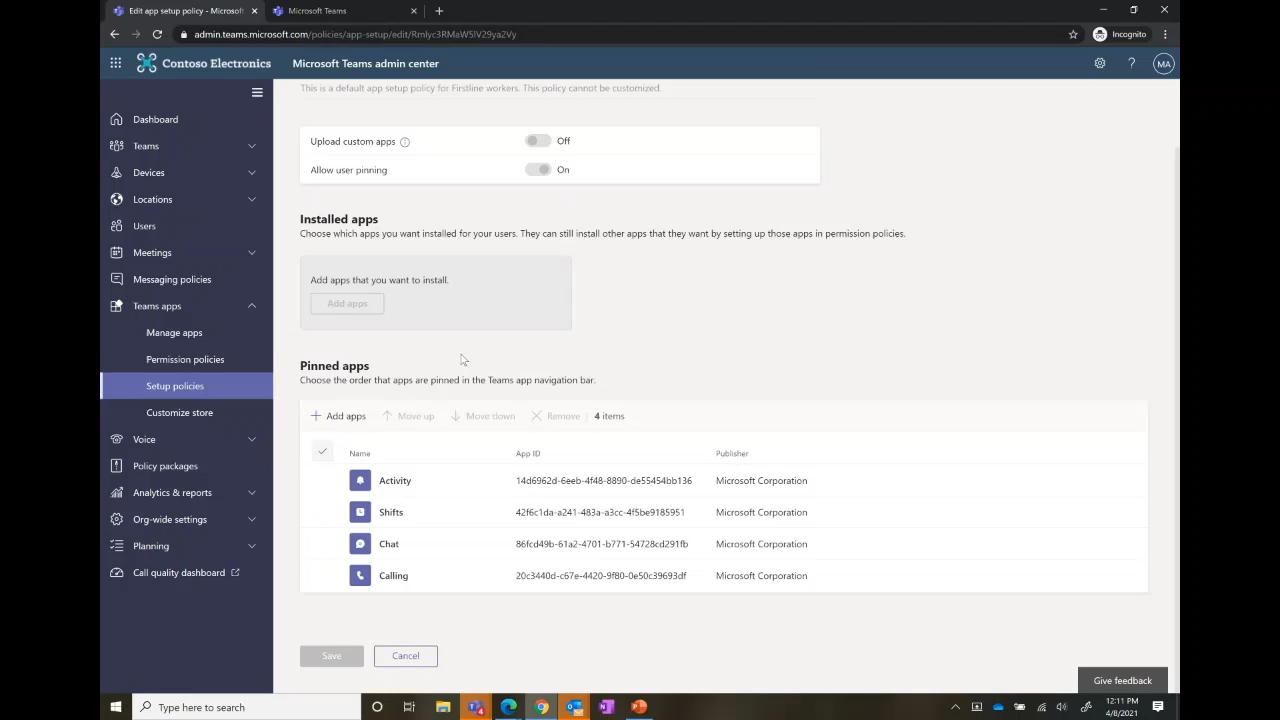 Edit app setup policy - Microsoft
Microsoft Teams
admin.teams.microsoft.com/policies/app-setup/edit/Rmlyc3RMaW5lV29ya2Vy
Incognito
Contoso Electronics
Microsoft Teams admin center
MA
This is a default app setup policy for Firstline workers. This policy cannot be customized.
Dashboard
Teams
Devices
Locations
Users
Meetings
Messaging policies
Teams apps
Manage apps
Permission policies
Setup policies
Customize store
Voice
Policy packages
Analytics & reports
Org-wide settings
Planning
Call quality dashboard
Upload custom apps
Off
Allow user pinning
On
Installed apps
Choose which apps you want installed for your users. They can still install other apps that they want by setting up those apps in permission policies.
Add apps that you want to install.
Add apps
Pinned apps
Choose the order that apps are pinned in the Teams app navigation bar.
Add apps Move up Move down Remove 4 items
Name App ID Publisher
Activity 14d6962d-6eeb-4f48-8890-de55454bb136 Microsoft Corporation
Shifts 42f6c1da-a241-483a-a3cc-4f5be9185951 Microsoft Corporation
Chat 86fcd49b-61a2-4701-b771-54728cd291fb Microsoft Corporation
Calling 20c3440d-c67e-4420-9f80-0e50c39693df Microsoft Corporation
Save Cancel
Give feedback
Type here to search
12:11 PM
4/8/2021